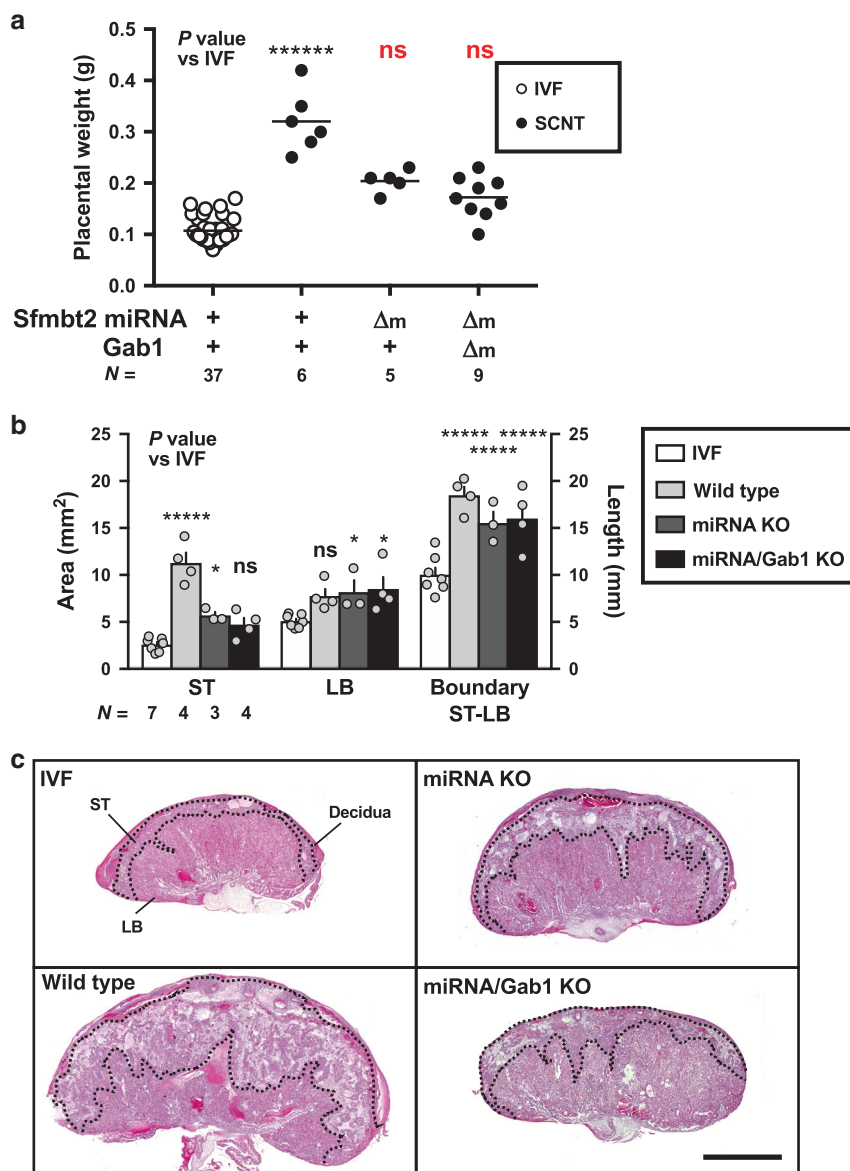 a
0.5
0.4
0.3
0.2
0.1
0.0
Placental weight (g)
P value
vs IVF
******
ns
ns
IVF
SCNT
Sfmbt2 miRNA + + Δm Δm
Gab1 + + + Δm
N = 37 6 5 9
b
25
20
15
10
5
0
Area (mm²)
P value
vs IVF
*****
*
ns
ns
*
*
***** *****
*****
25
20
15
10
5
0
Length (mm)
ST LB Boundary
ST-LB
N = 7 4 3 4
IVF
Wild type
miRNA KO
miRNA/Gab1 KO
c
IVF
ST
Decidua
LB
miRNA KO
Wild type
miRNA/Gab1 KO